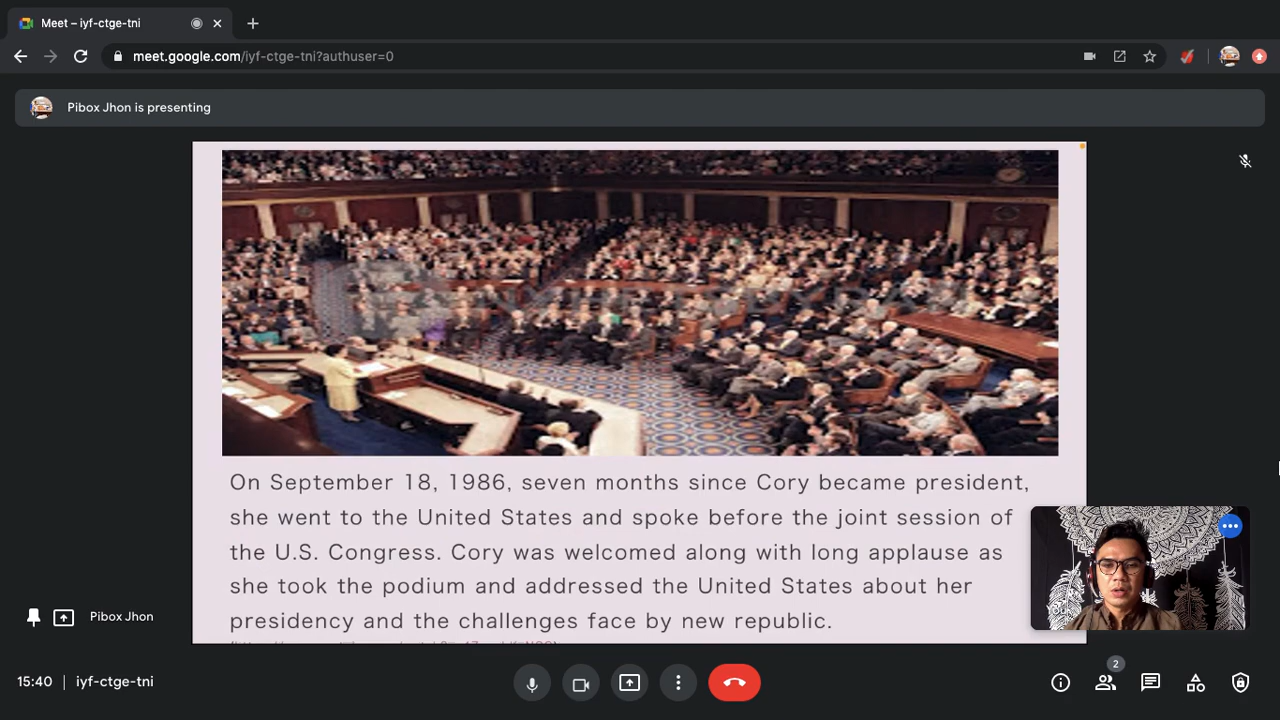 Meet – iyf-ctge-tni
meet.google.com/iyf-ctge-tni?authuser=0
Pibox Jhon is presenting
On September 18, 1986, seven months since Cory became president,
she went to the United States and spoke before the joint session of
the U.S. Congress. Cory was welcomed along with long applause as
she took the podium and addressed the United States about her
presidency and the challenges face by new republic.
Pibox Jhon
15:40 | iyf-ctge-tni
2